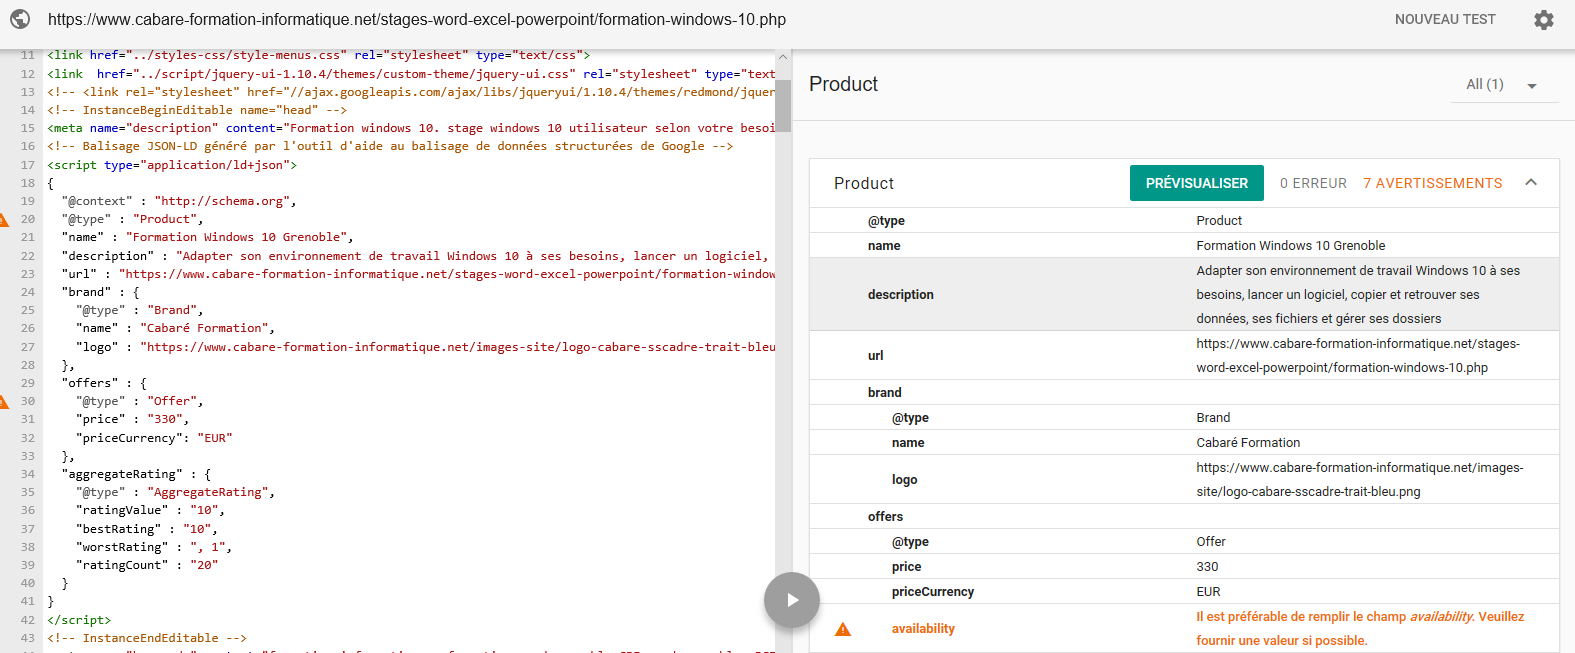 https://www.cabare-formation-informatique.net/stages-word-excel-powerpoint/formation-windows-10.php
NOUVEAU TEST
11 <link href="../styles-css/style-menus.css" rel="stylesheet" type="text/css">
12 <link  href="../script/jquery-ui-1.10.4/themes/custom-theme/jquery-ui.css" rel="stylesheet" type="text
13 <!-- <link rel="stylesheet" href="//ajax.googleapis.com/ajax/libs/jqueryui/1.10.4/themes/redmond/jquer
14 <!-- InstanceBeginEditable name="head" -->
15 <meta name="description" content="Formation windows 10. stage windows 10 utilisateur selon votre besoi
16 <!-- Balisage JSON-LD généré par l'outil d'aide au balisage de données structurées de Google -->
17 <script type="application/ld+json">
18 {
19 "@context" : "http://schema.org",
20 "@type" : "Product",
21 "name" : "Formation Windows 10 Grenoble",
22 "description" : "Adapter son environnement de travail Windows 10 à ses besoins, lancer un logiciel,
23 "url" : "https://www.cabare-formation-informatique.net/stages-word-excel-powerpoint/formation-window
24 "brand" : {
25 "@type" : "Brand",
26 "name" : "Cabaré Formation",
27 "logo" : "https://www.cabare-formation-informatique.net/images-site/logo-cabare-sscadre-trait-bleu
28 },
29 "offers" : {
30 "@type" : "Offer",
31 "price" : "330",
32 "priceCurrency": "EUR"
33 },
34 "aggregateRating" : {
35 "@type" : "AggregateRating",
36 "ratingValue" : "10",
37 "bestRating" : "10",
38 "worstRating" : ", 1",
39 "ratingCount" : "20"
40 }
41 }
42 </script>
43 <!-- InstanceEndEditable -->
Product
All (1)
Product
PRÉVISUALISER
0 ERREUR
7 AVERTISSEMENTS
@type Product
name Formation Windows 10 Grenoble
description Adapter son environnement de travail Windows 10 à ses
besoins, lancer un logiciel, copier et retrouver ses
données, ses fichiers et gérer ses dossiers
url https://www.cabare-formation-informatique.net/stages-
word-excel-powerpoint/formation-windows-10.php
brand
@type Brand
name Cabaré Formation
logo https://www.cabare-formation-informatique.net/images-
site/logo-cabare-sscadre-trait-bleu.png
offers
@type Offer
price 330
priceCurrency EUR
availability Il est préférable de remplir le champ availability. Veuillez
fournir une valeur si possible.